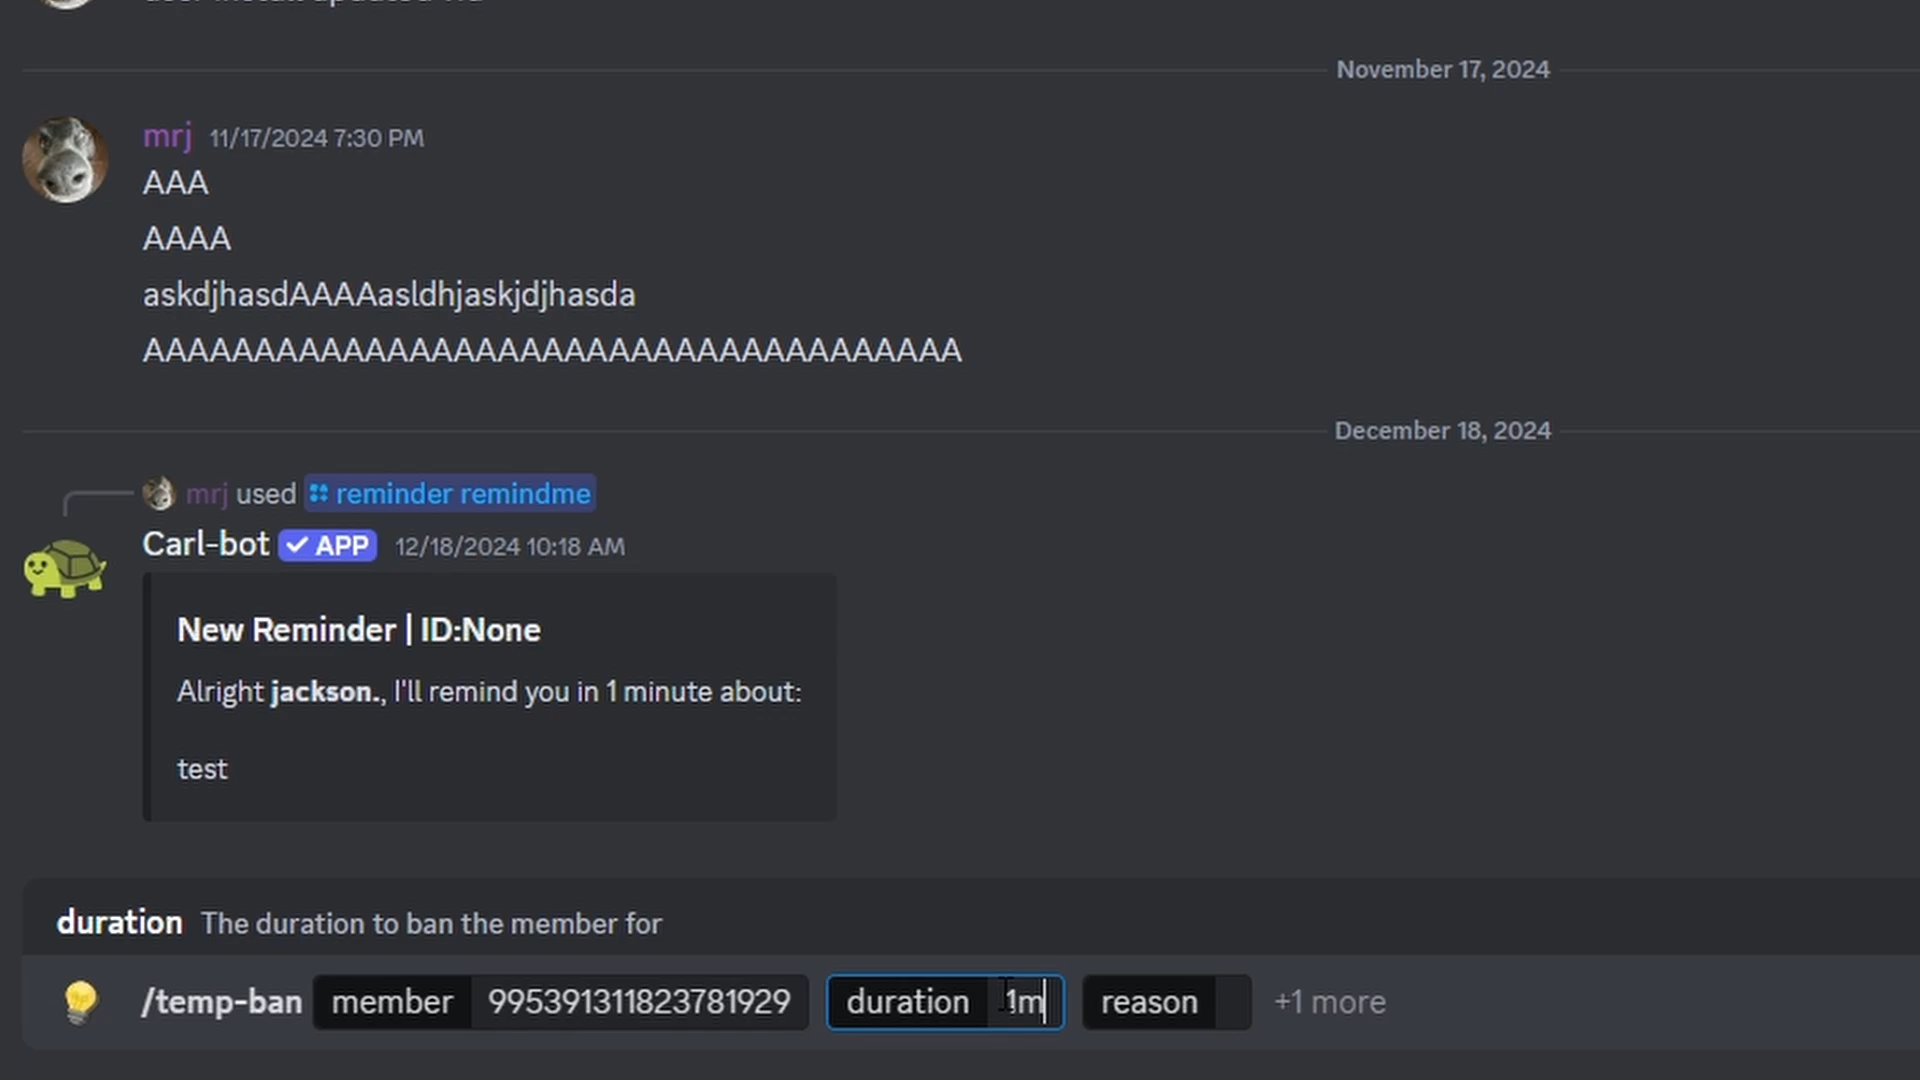 November 17, 2024
mrj 11/17/2024 7:30 PM
AAA
AAAA
askdjhasdAAAAasldhjaskjdjhasda
AAAAAAAAAAAAAAAAAAAAAAAAAAAAAAAAAAAAA
December 18, 2024
mrj used reminder remindme
Carl-bot APP 12/18/2024 10:18 AM
New Reminder | ID:None
Alright jackson., I'll remind you in 1 minute about:
test
duration The duration to ban the member for
/temp-ban member 995391311823781929 duration 1m reason +1 more